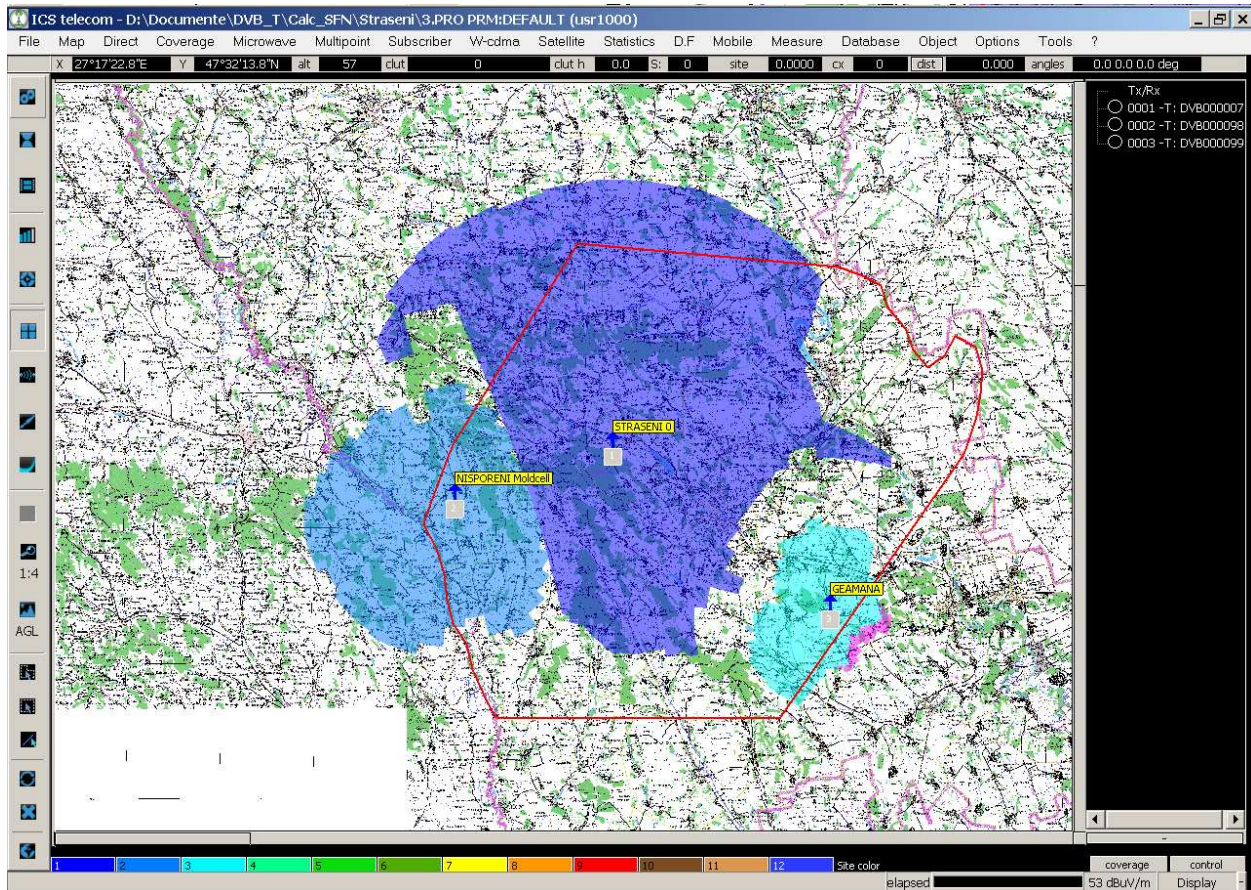 ICS telecom - D:\Documente\DVB_T\Calc_SFN\Straseni\3.PRO PRM:DEFAULT (usr1000)
File Map Direct Coverage Microwave Multipoint Subscriber W-cdma Satellite Statistics D.F Mobile Measure Database Object Options Tools ?
X 27°17'22.8"E Y 47°32'13.8"N alt 57 clut 0 clut h 0.0 S: 0 site 0.0000 cx 0 dist 0.000 angles 0.0 0.0 0.0 deg
Tx/Rx
0001 -T: DVB000007
0002 -T: DVB000098
0003 -T: DVB000099
STRASENI 0
1
NISPORENI Moldcell
2
GEAMANA
3
1:4
AGL
1 2 3 4 5 6 7 8 9 10 11 12 Site color
coverage control
elapsed 53 dBuV/m Display -